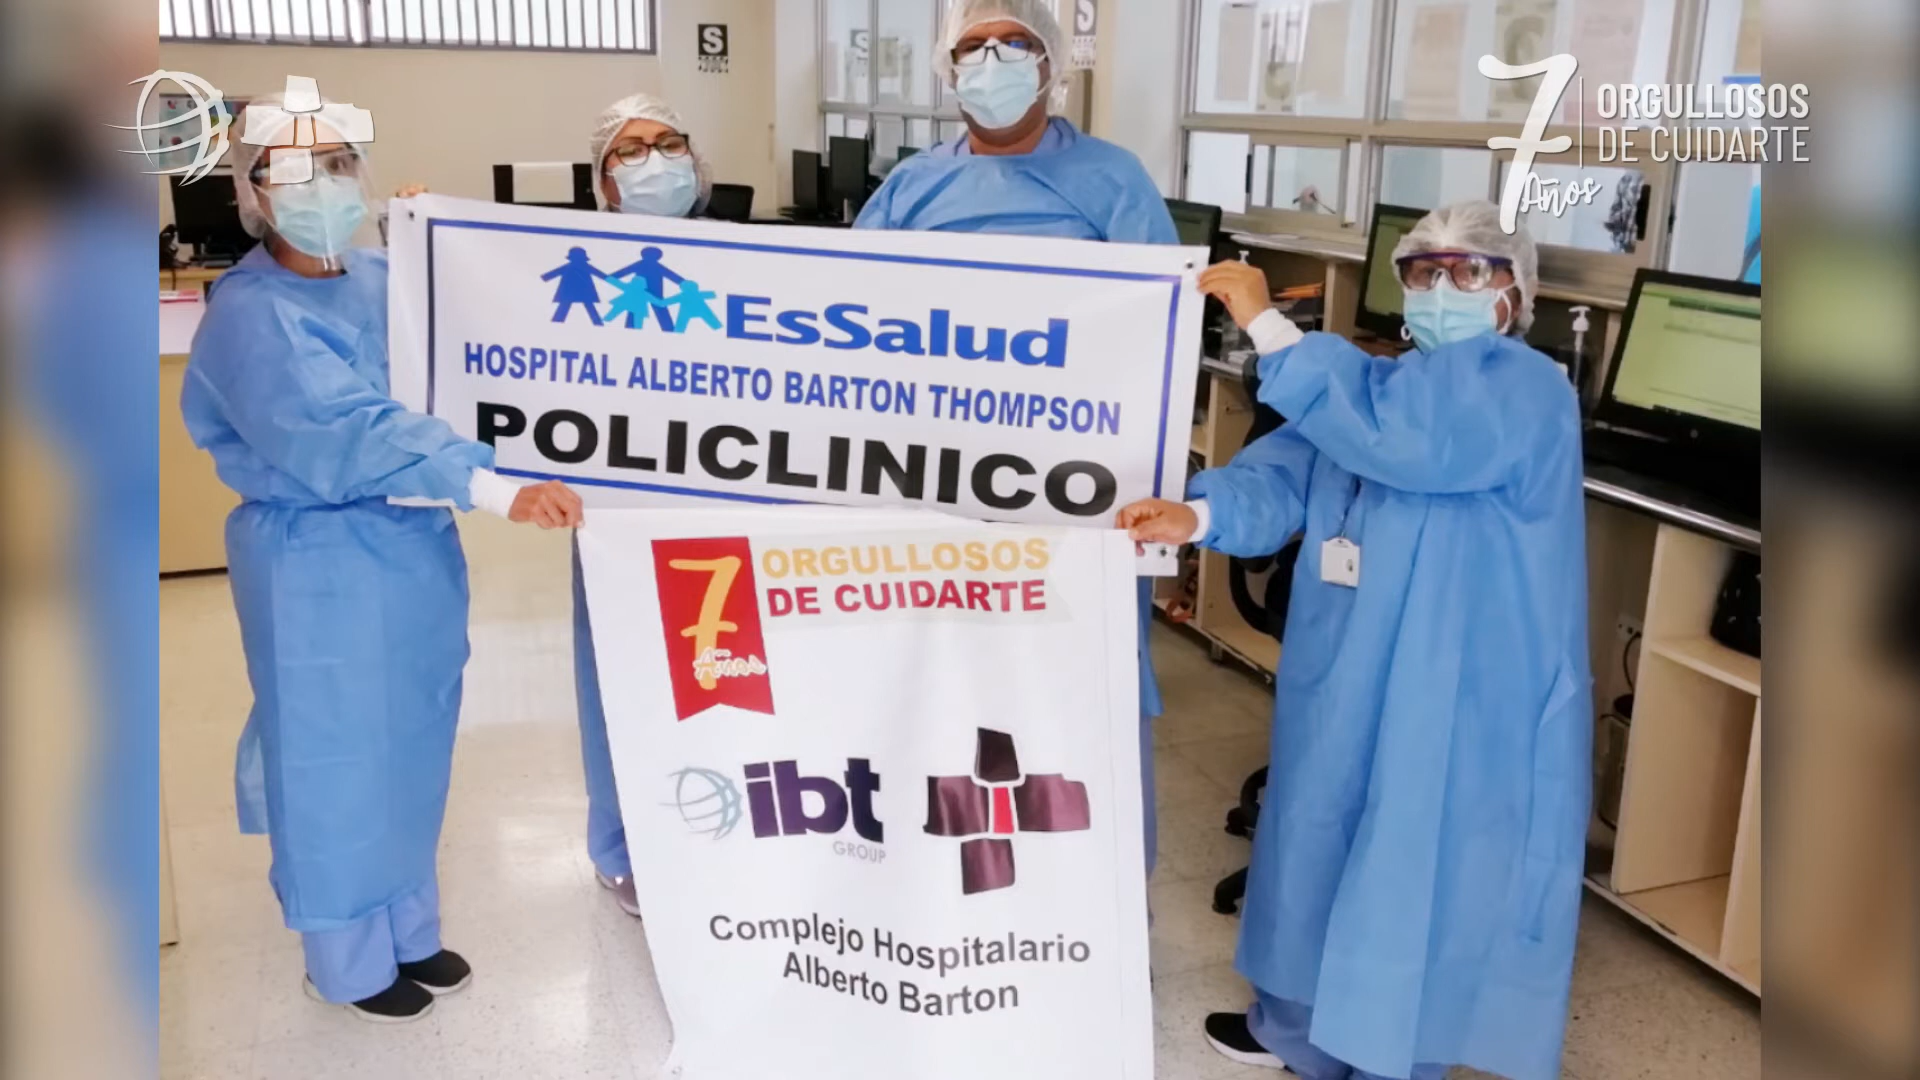 S
S
7
Años
ORGULLOSOS
DE CUIDARTE
EsSalud
HOSPITAL ALBERTO BARTON THOMPSON
POLICLINICO
7
Años
ORGULLOSOS
DE CUIDARTE
ibt
GROUP
Complejo Hospitalario
Alberto Barton